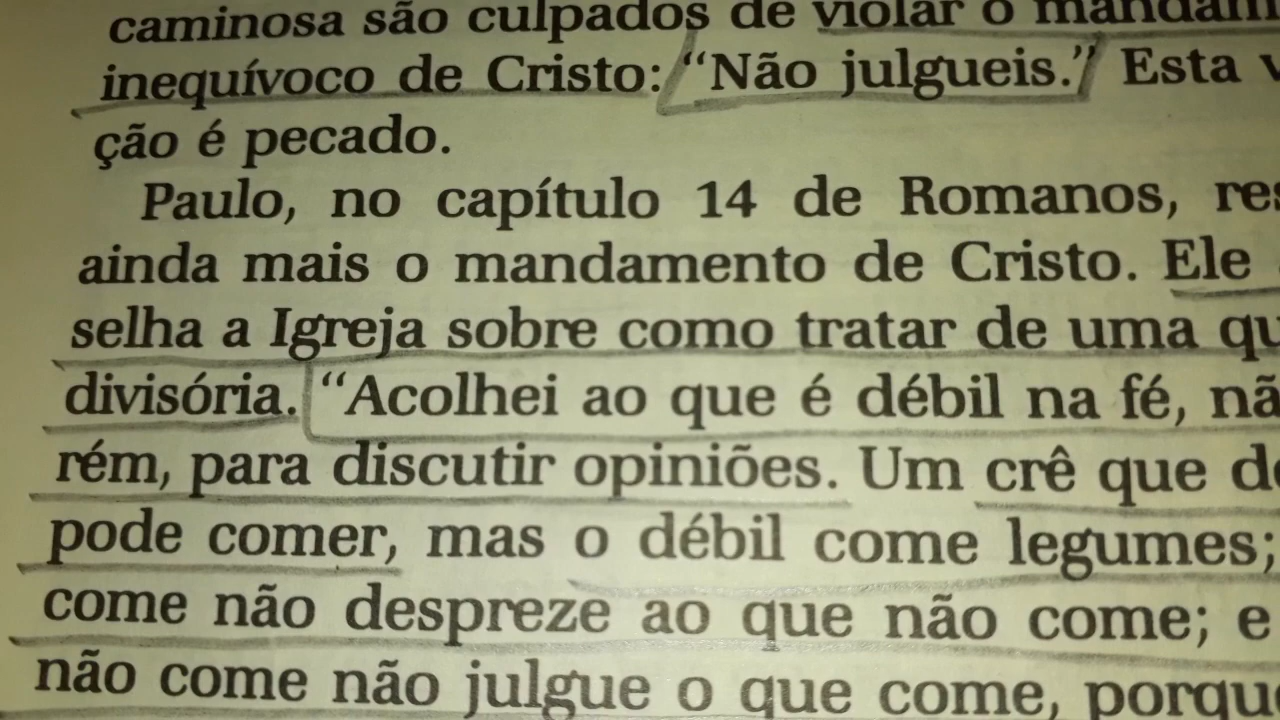 caminosa são culpados de violar o
inequívoco de Cristo: “Não julgueis.” Esta
ção é pecado.
Paulo, no capítulo 14 de Romanos,
ainda mais o mandamento de Cristo. Ele
selha a Igreja sobre como tratar de uma
divisória. “Acolhei ao que é débil na fé,
rém, para discutir opiniões. Um crê que
pode comer, mas o débil come legumes;
come não despreze ao que não come; e
não come não julgue o que come, porque